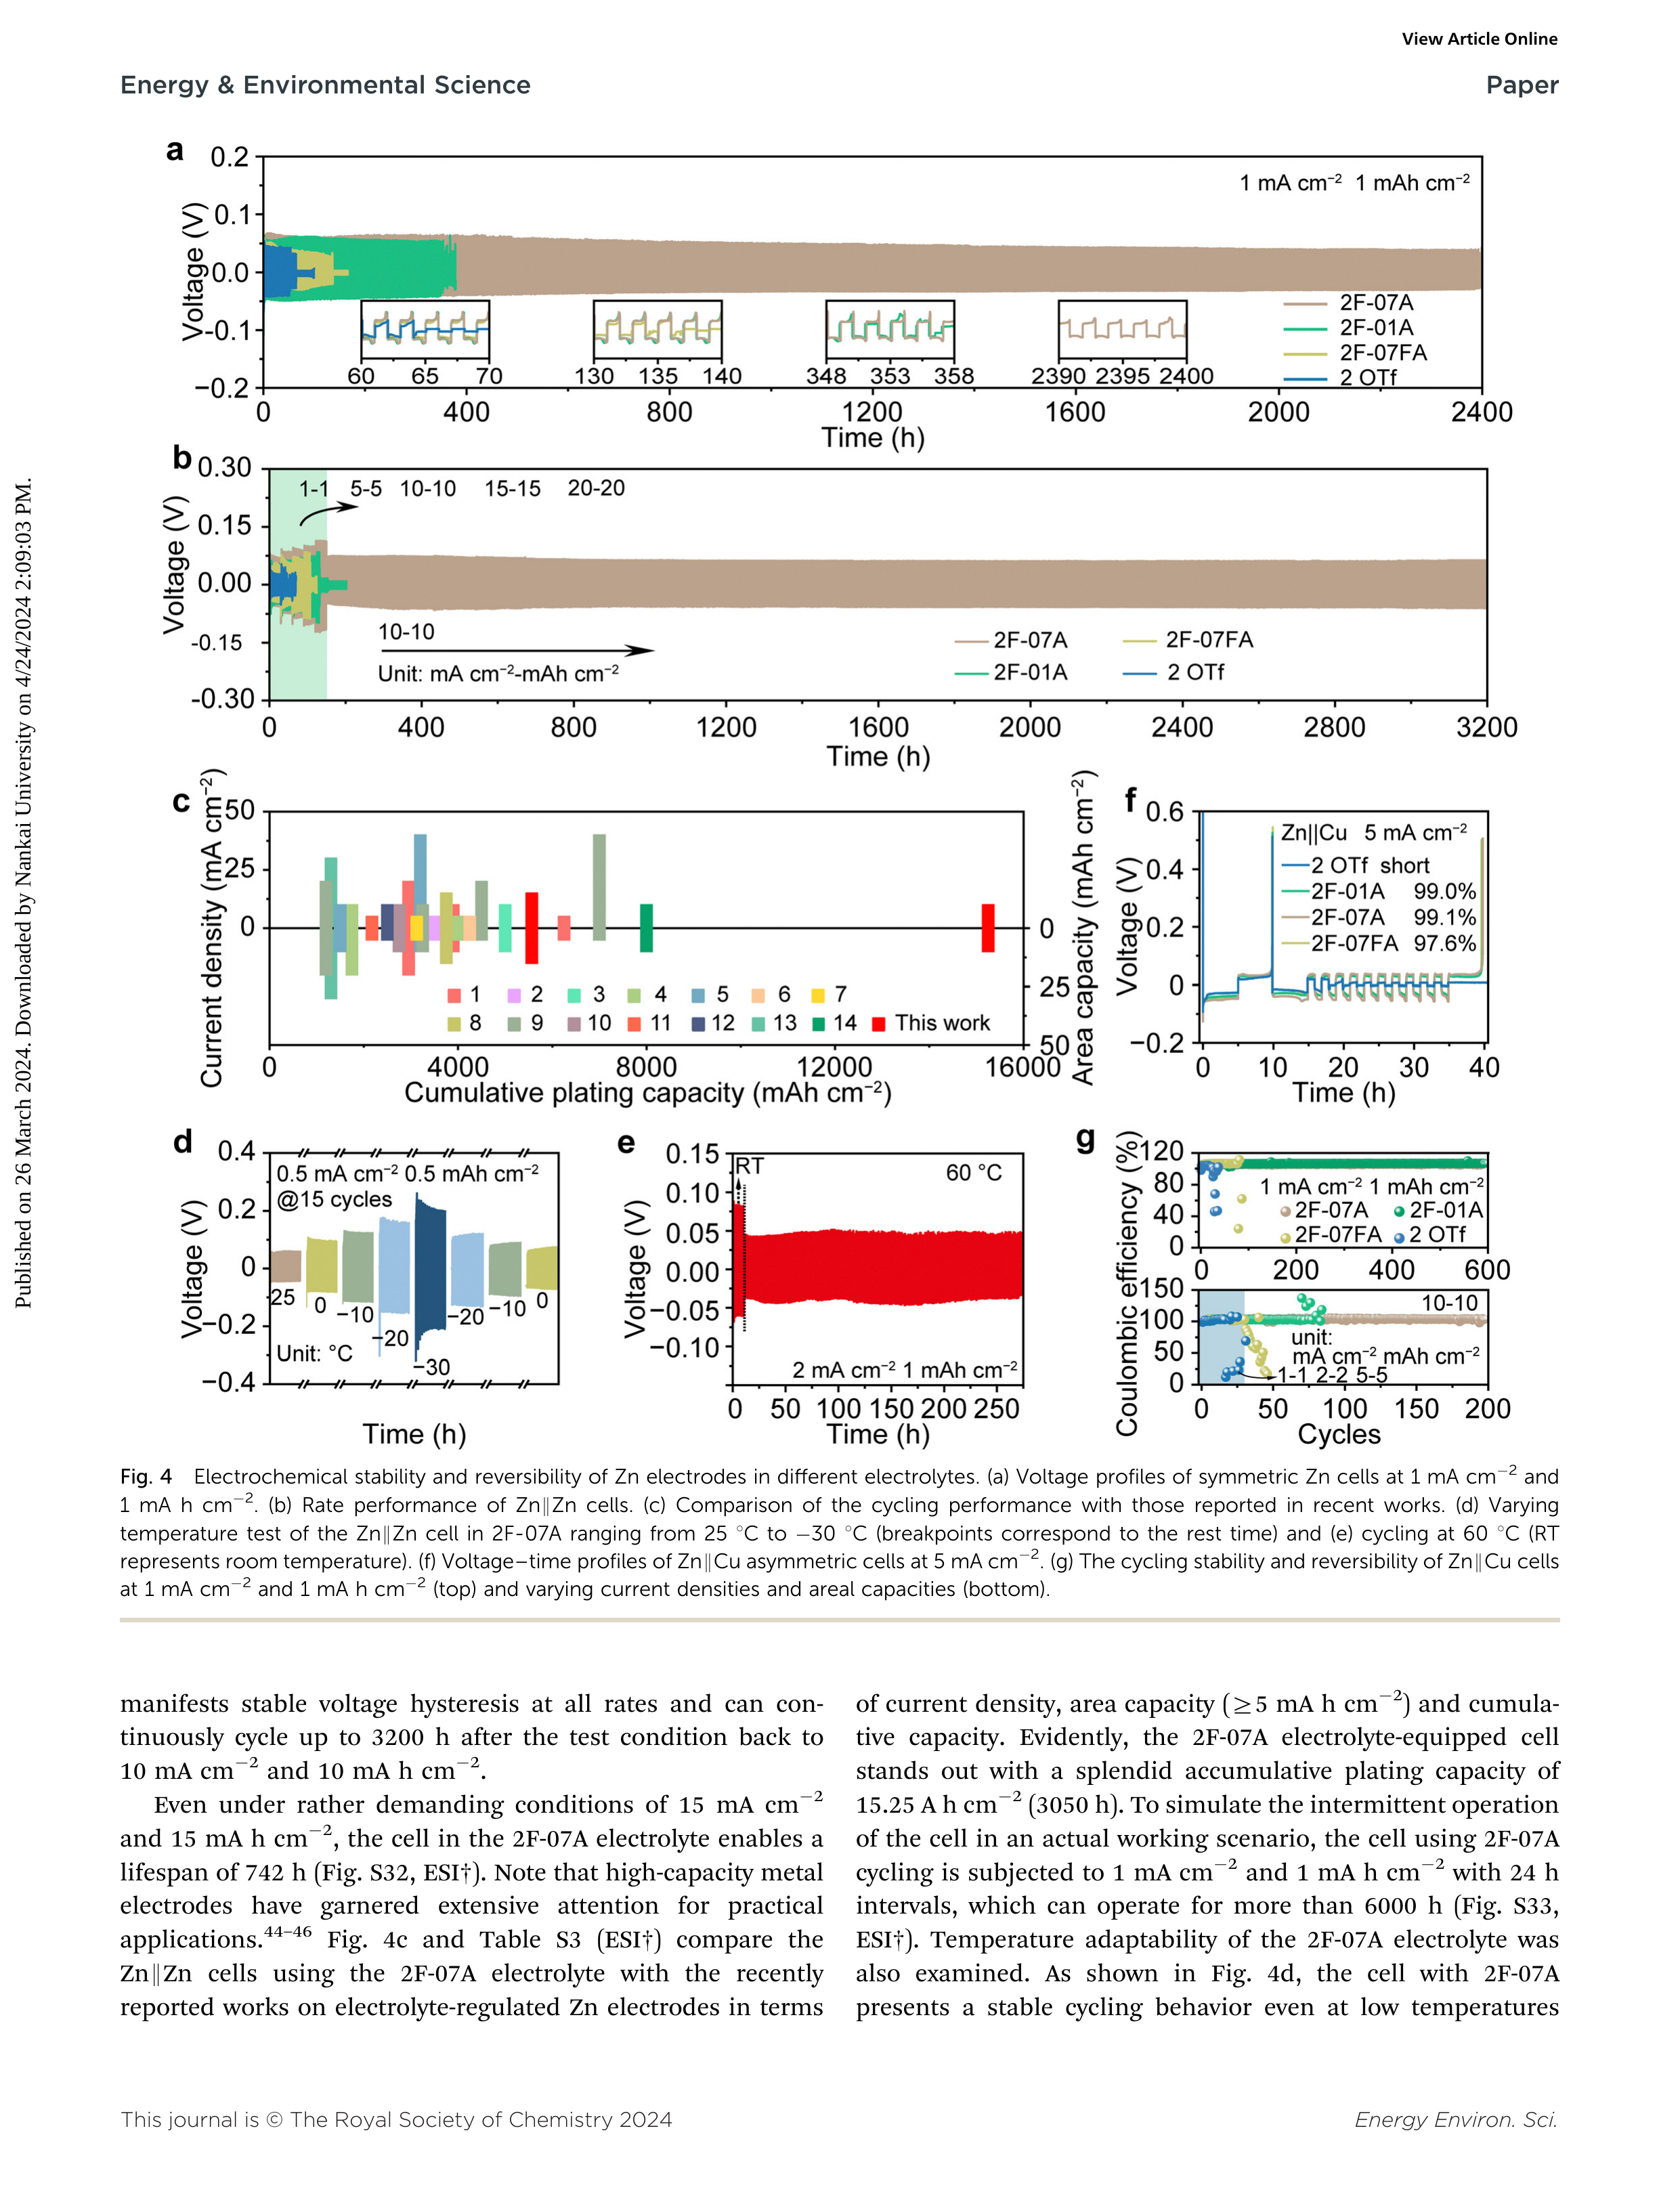 View Article Online
Energy & Environmental Science
Paper
Published on 26 March 2024. Downloaded by Nankai University on 4/24/2024 2:09:03 PM.
a
0.2
0.1
0.0
−0.1
−0.2
Voltage (V)
1 mA cm⁻² 1 mAh cm⁻²
60 65 70
130 135 140
348 353 358
2390 2395 2400
2F-07A
2F-01A
2F-07FA
2 OTf
0 400 800 1200 1600 2000 2400
Time (h)
b
0.30
0.15
0.00
-0.15
-0.30
Voltage (V)
1-1 5-5 10-10 15-15 20-20
10-10
Unit: mA cm⁻²-mAh cm⁻²
2F-07A 2F-07FA
2F-01A 2 OTf
0 400 800 1200 1600 2000 2400 2800 3200
Time (h)
c
Current density (mA cm⁻²)
50
25
0
0
25
50
Area capacity (mAh cm⁻²)
1 2 3 4 5 6 7
8 9 10 11 12 13 14 This work
0 4000 8000 12000 16000
Cumulative plating capacity (mAh cm⁻²)
f
0.6
0.4
0.2
0
−0.2
Voltage (V)
Zn||Cu 5 mA cm⁻²
2 OTf short
2F-01A 99.0%
2F-07A 99.1%
2F-07FA 97.6%
0 10 20 30 40
Time (h)
d
0.4
0.2
0
−0.2
−0.4
Voltage (V)
0.5 mA cm⁻² 0.5 mAh cm⁻²
@15 cycles
25 0 −10 −20 −30 −20 −10 0
Unit: °C
Time (h)
e
0.15
0.10
0.05
0.00
−0.05
−0.10
Voltage (V)
RT
60 °C
2 mA cm⁻² 1 mAh cm⁻²
0 50 100 150 200 250
Time (h)
g
Coulombic efficiency (%)
120
80
40
0
1 mA cm⁻² 1 mAh cm⁻²
2F-07A 2F-01A
2F-07FA 2 OTf
0 200 400 600
150
100
50
0
10-10
unit:
mA cm⁻² mAh cm⁻²
1-1 2-2 5-5
0 50 100 150 200
Cycles
Fig. 4 Electrochemical stability and reversibility of Zn electrodes in different electrolytes. (a) Voltage profiles of symmetric Zn cells at 1 mA cm⁻² and
1 mA h cm⁻². (b) Rate performance of Zn‖Zn cells. (c) Comparison of the cycling performance with those reported in recent works. (d) Varying
temperature test of the Zn‖Zn cell in 2F-07A ranging from 25 °C to −30 °C (breakpoints correspond to the rest time) and (e) cycling at 60 °C (RT
represents room temperature). (f) Voltage–time profiles of Zn‖Cu asymmetric cells at 5 mA cm⁻². (g) The cycling stability and reversibility of Zn‖Cu cells
at 1 mA cm⁻² and 1 mA h cm⁻² (top) and varying current densities and areal capacities (bottom).
manifests stable voltage hysteresis at all rates and can con-
tinuously cycle up to 3200 h after the test condition back to
10 mA cm⁻² and 10 mA h cm⁻².
Even under rather demanding conditions of 15 mA cm⁻²
and 15 mA h cm⁻², the cell in the 2F-07A electrolyte enables a
lifespan of 742 h (Fig. S32, ESI†). Note that high-capacity metal
electrodes have garnered extensive attention for practical
applications.⁴⁴⁻⁴⁶ Fig. 4c and Table S3 (ESI†) compare the
Zn‖Zn cells using the 2F-07A electrolyte with the recently
reported works on electrolyte-regulated Zn electrodes in terms
of current density, area capacity (≥5 mA h cm⁻²) and cumula-
tive capacity. Evidently, the 2F-07A electrolyte-equipped cell
stands out with a splendid accumulative plating capacity of
15.25 A h cm⁻² (3050 h). To simulate the intermittent operation
of the cell in an actual working scenario, the cell using 2F-07A
cycling is subjected to 1 mA cm⁻² and 1 mA h cm⁻² with 24 h
intervals, which can operate for more than 6000 h (Fig. S33,
ESI†). Temperature adaptability of the 2F-07A electrolyte was
also examined. As shown in Fig. 4d, the cell with 2F-07A
presents a stable cycling behavior even at low temperatures
This journal is © The Royal Society of Chemistry 2024
Energy Environ. Sci.